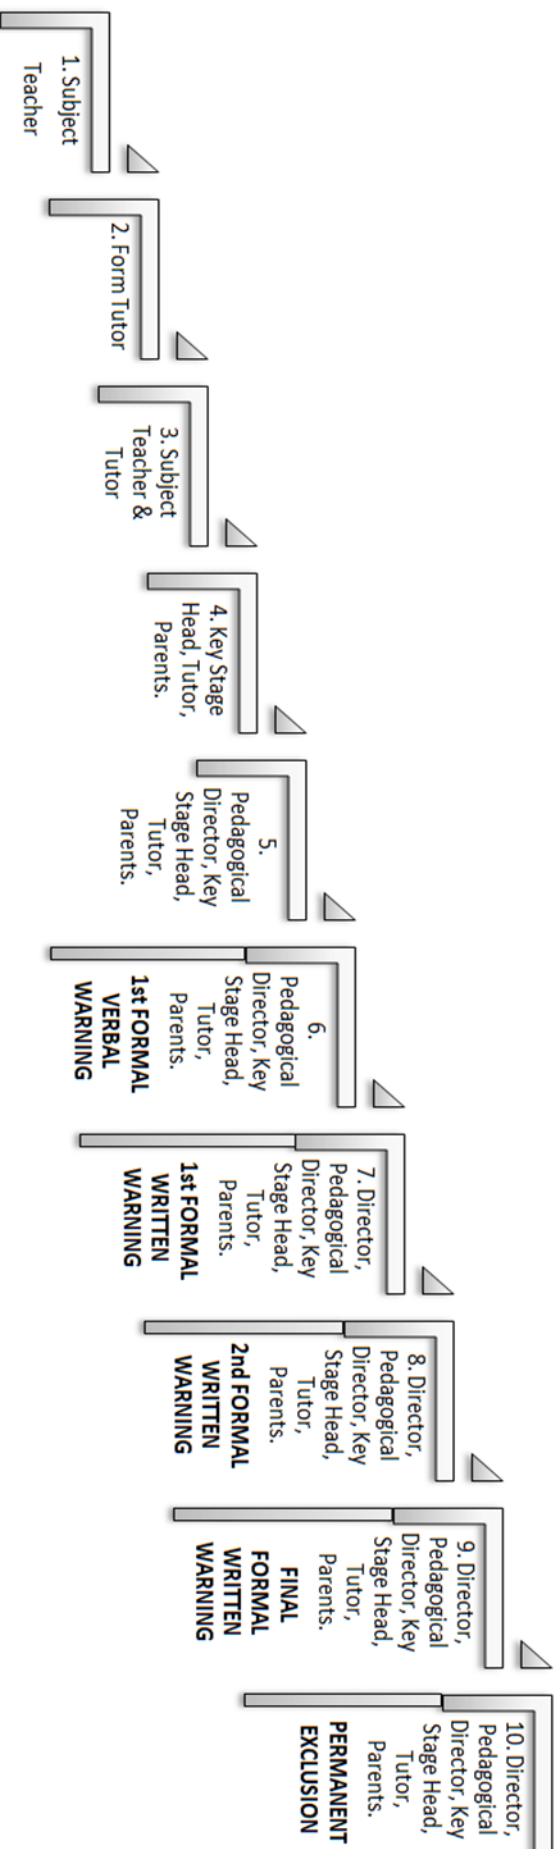 1. Subject
Teacher
2. Form Tutor
3. Subject
Teacher &
Tutor
4. Key Stage
Head, Tutor,
Parents.
5.
Pedagogical
Director, Key
Stage Head,
Tutor,
Parents.
6.
Pedagogical
Director, Key
Stage Head,
Tutor,
Parents.
1st FORMAL
VERBAL
WARNING
7. Director,
Pedagogical
Director, Key
Stage Head,
Tutor,
Parents.
1st FORMAL
WRITTEN
WARNING
8. Director,
Pedagogical
Director, Key
Stage Head,
Tutor,
Parents.
2nd FORMAL
WRITTEN
WARNING
9. Director,
Pedagogical
Director, Key
Stage Head,
Tutor,
Parents.
FINAL
FORMAL
WRITTEN
WARNING
10. Director,
Pedagogical
Director, Key
Stage Head,
Tutor,
Parents.
PERMANENT
EXCLUSION